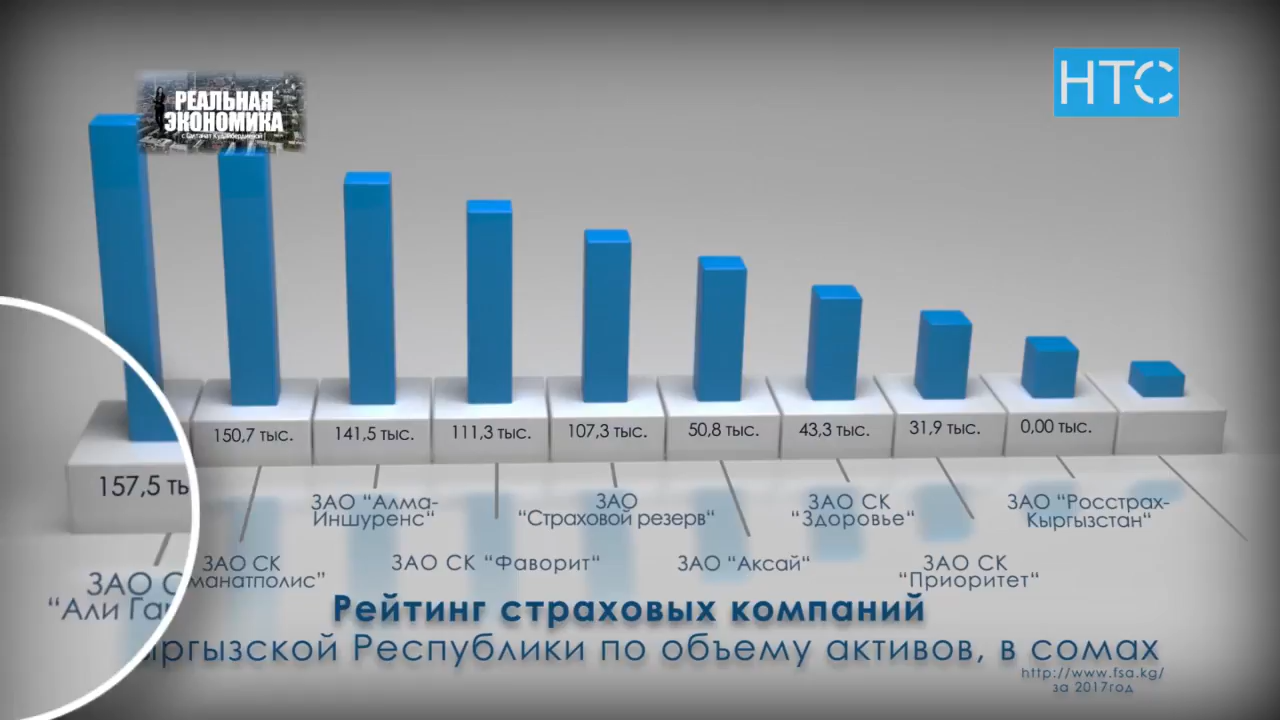 РЕАЛЬНАЯ
ЭКОНОМИКА
НТС
157,5 ты
150,7 тыс.
141,5 тыс.
111,3 тыс.
107,3 тыс.
50,8 тыс.
43,3 тыс.
31,9 тыс.
0,00 тыс.
ЗАО С
“Али Га
ЗАО СК
манатполис”
ЗАО “Алма-
Иншуренс“
ЗАО СК “Фаворит“
ЗАО
“Страховой резерв“
ЗАО “Аксай“
ЗАО СК
“Здоровье“
ЗАО СК
“Приоритет“
ЗАО “Росстрах-
Кыргызстан“
Рейтинг страховых компаний
ыргызской Республики по объему активов, в сомах
http://www.fsa.kg/
за 2017год